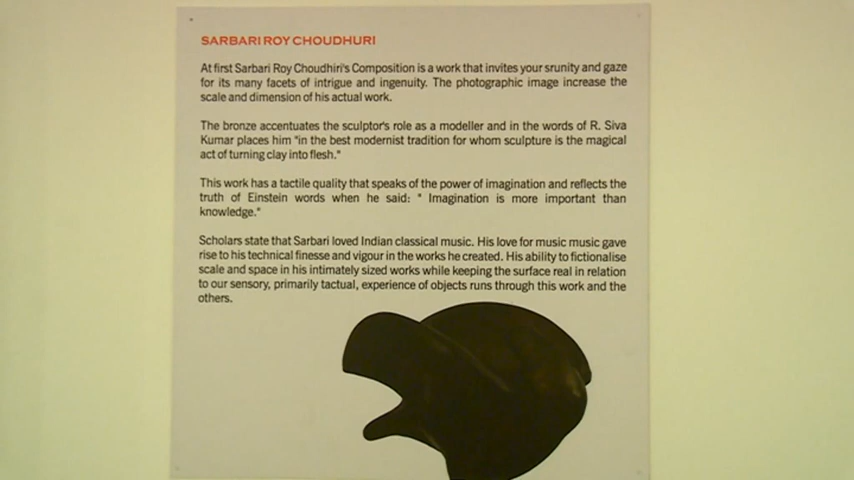 SARBARI ROY CHOUDHURI
At first Sarbari Roy Choudhiri's Composition is a work that invites your srunity and gaze
for its many facets of intrigue and ingenuity. The photographic image increase the
scale and dimension of his actual work.
The bronze accentuates the sculptor's role as a modeller and in the words of R. Siva
Kumar places him "in the best modernist tradition for whom sculpture is the magical
act of turning clay into flesh."
This work has a tactile quality that speaks of the power of imagination and reflects the
truth of Einstein words when he said: " Imagination is more important than
knowledge."
Scholars state that Sarbari loved Indian classical music. His love for music music gave
rise to his technical finesse and vigour in the works he created. His ability to fictionalise
scale and space in his intimately sized works while keeping the surface real in relation
to our sensory, primarily tactual, experience of objects runs through this work and the
others.